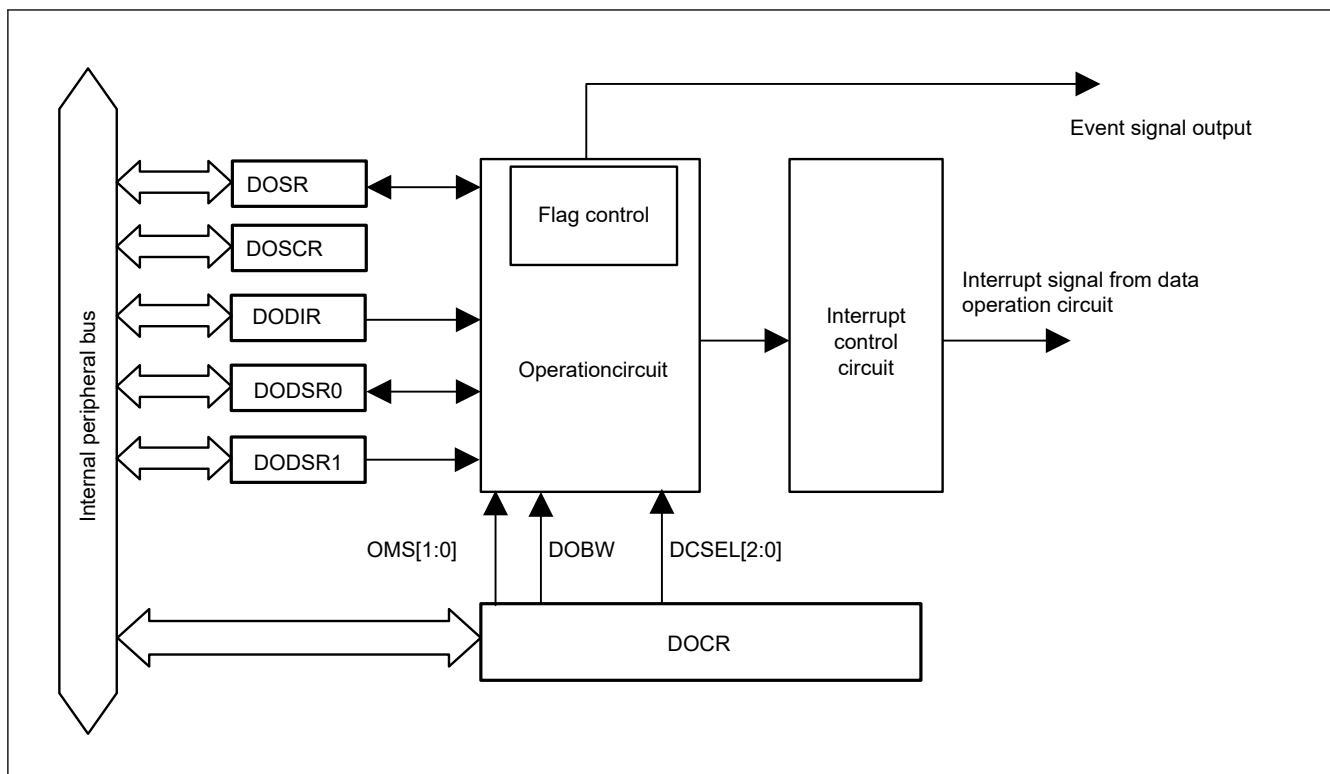 Event signal output
DOSR
Flag control
DOSCR
Interrupt signal from data
operation circuit
DODIR
Interrupt
control
circuit
Operationcircuit
DODSR0
DODSR1
Internal peripheral bus
OMS[1:0]
DOBW
DCSEL[2:0]
DOCR